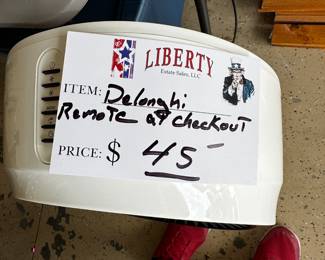 LIBERTY
Estate Sales, LLC
ITEM: Delonghi
Remote at checkout
PRICE: $ 45